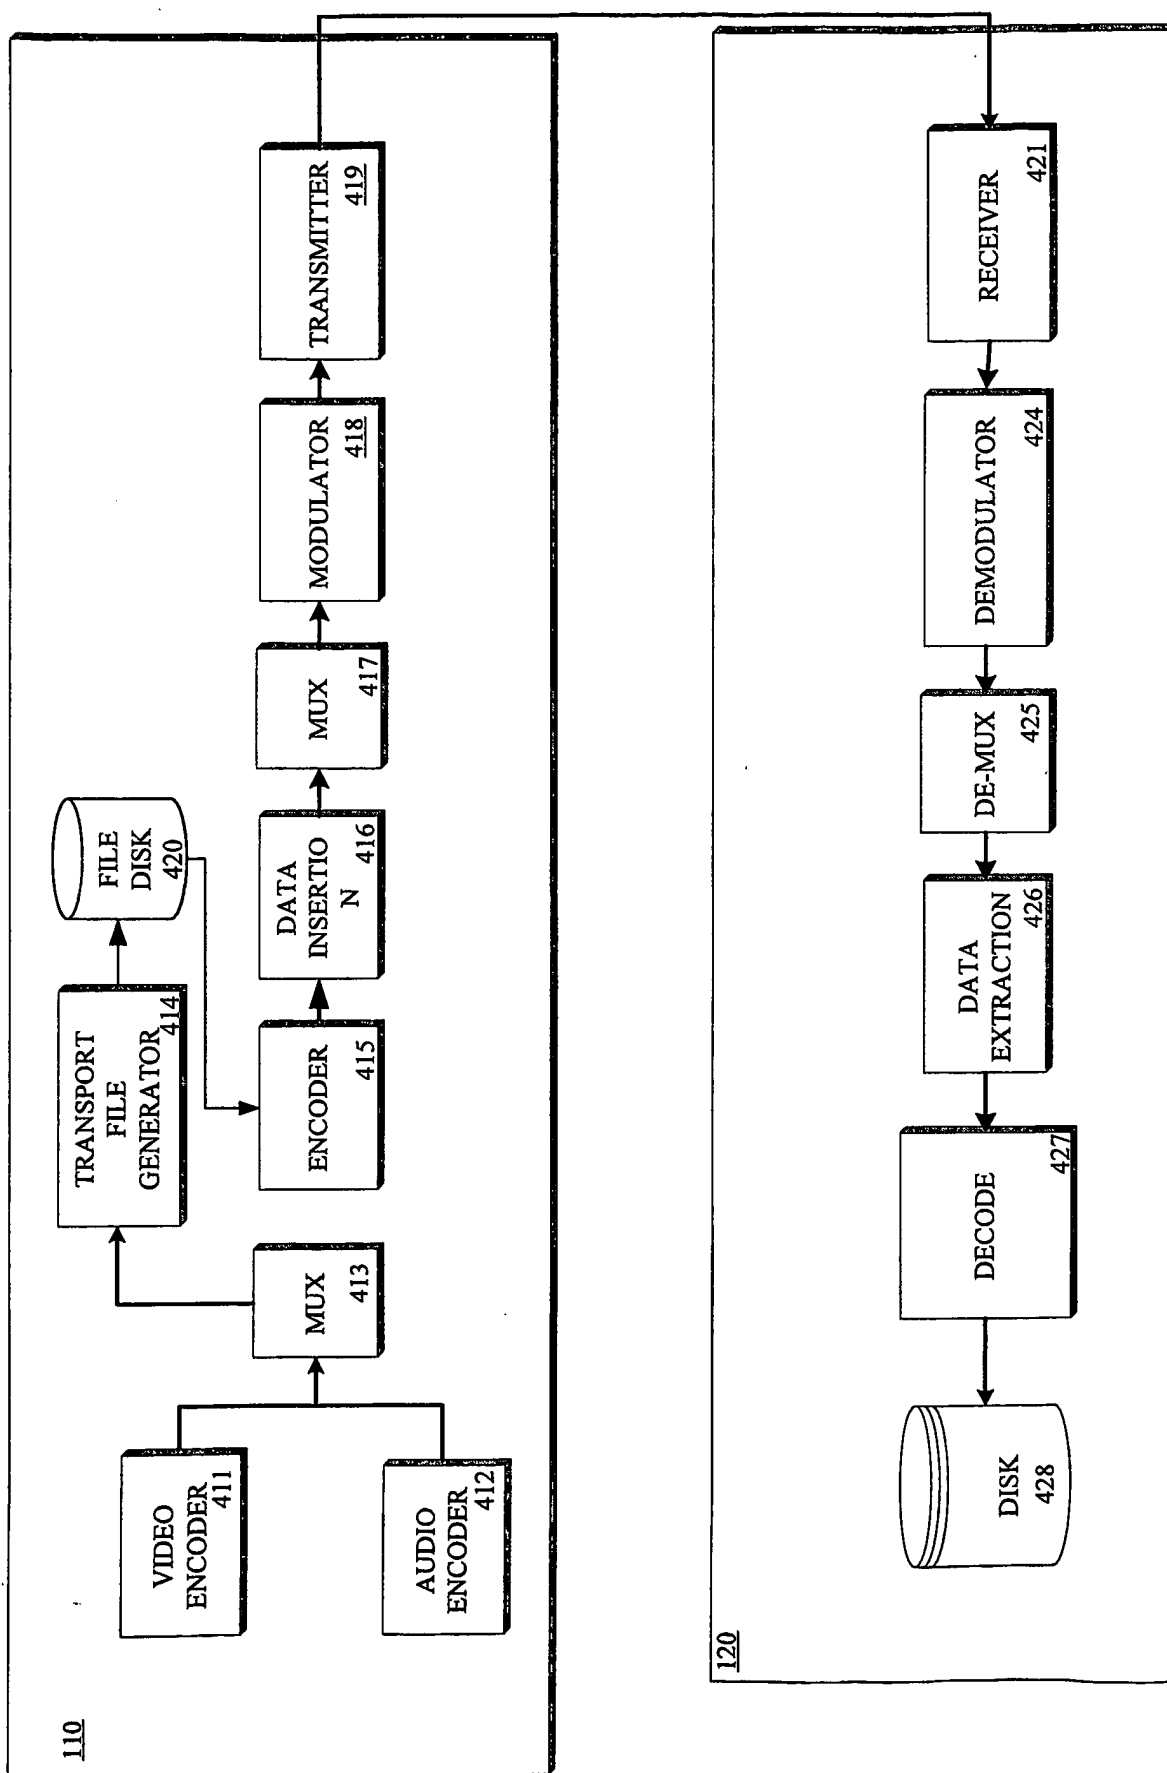 110
VIDEO
ENCODER
411
AUDIO
ENCODER
412
MUX
413
TRANSPORT
FILE
GENERATOR
414
FILE
DISK
420
ENCODER
415
DATA
INSERTIO
N
416
MUX
417
MODULATOR
418
TRANSMITTER
419
120
DISK
428
DECODE
427
DATA
EXTRACTION
426
DE-MUX
425
DEMODULATOR
424
RECEIVER
421